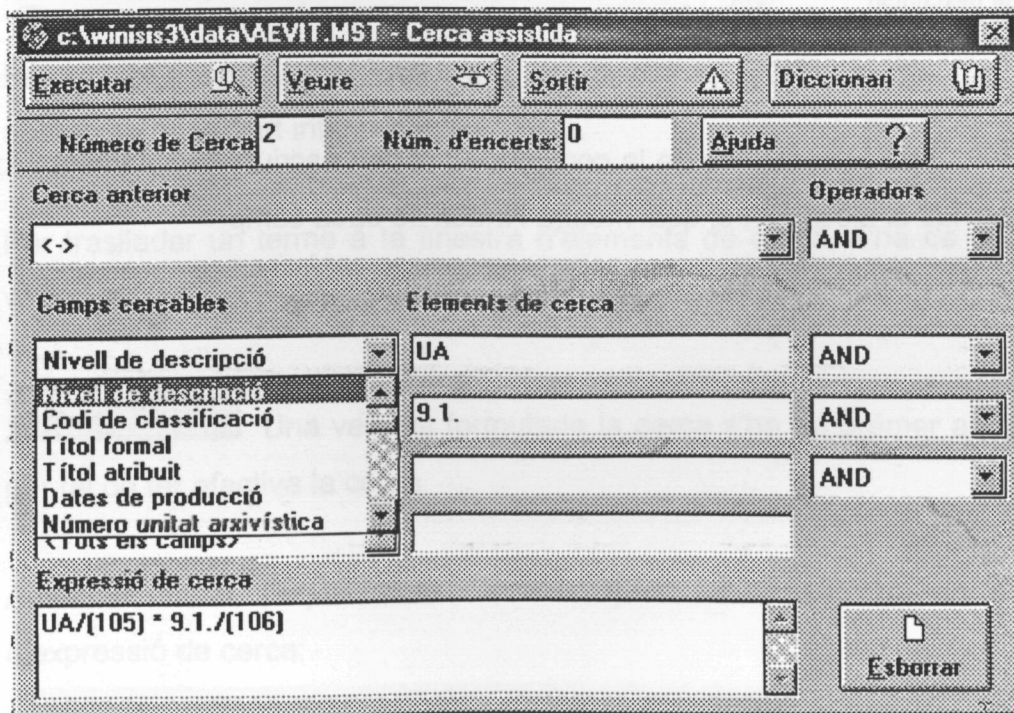 c:\winisis3\data\AEVIT.MST - Cerca assistida
Executar Veure Sortir Diccionari
Número de Cerca 2 Núm. d'encerts: 0 Ajuda ?
Cerca anterior Operadors
<-> AND
Camps cercables Elements de cerca
Nivell de descripció UA AND
Nivell de descripció
Codi de classificació 9.1. AND
Títol formal
Títol atribuit AND
Dates de producció
Número unitat arxivística
<Tots els camps>
Expressió de cerca
UA/(105) * 9.1./(106)
Esborrar